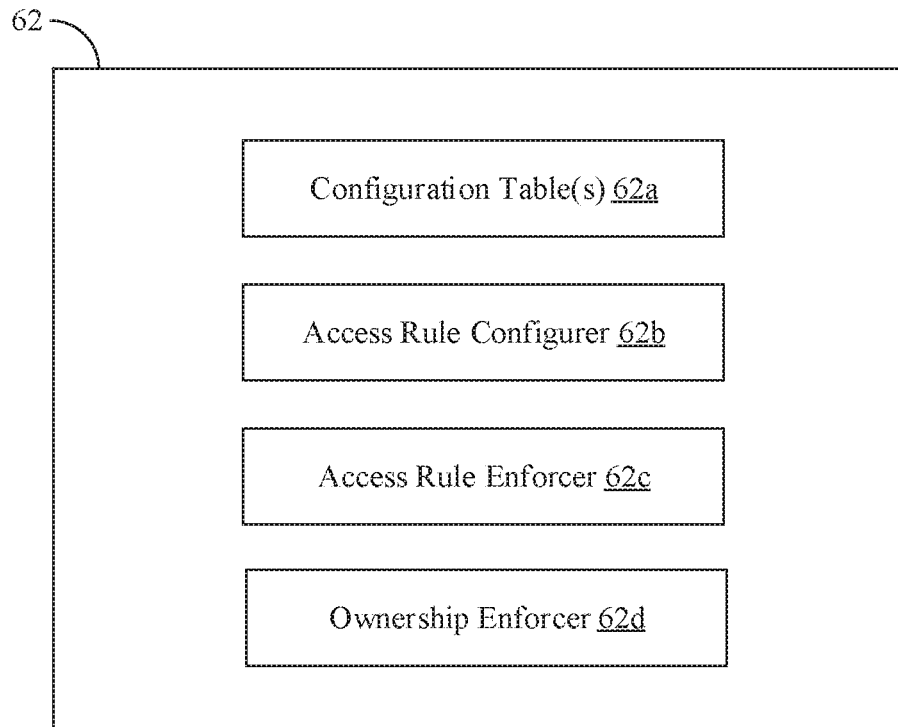 62
Configuration Table(s) 62a
Access Rule Configurer 62b
Access Rule Enforcer 62c
Ownership Enforcer 62d